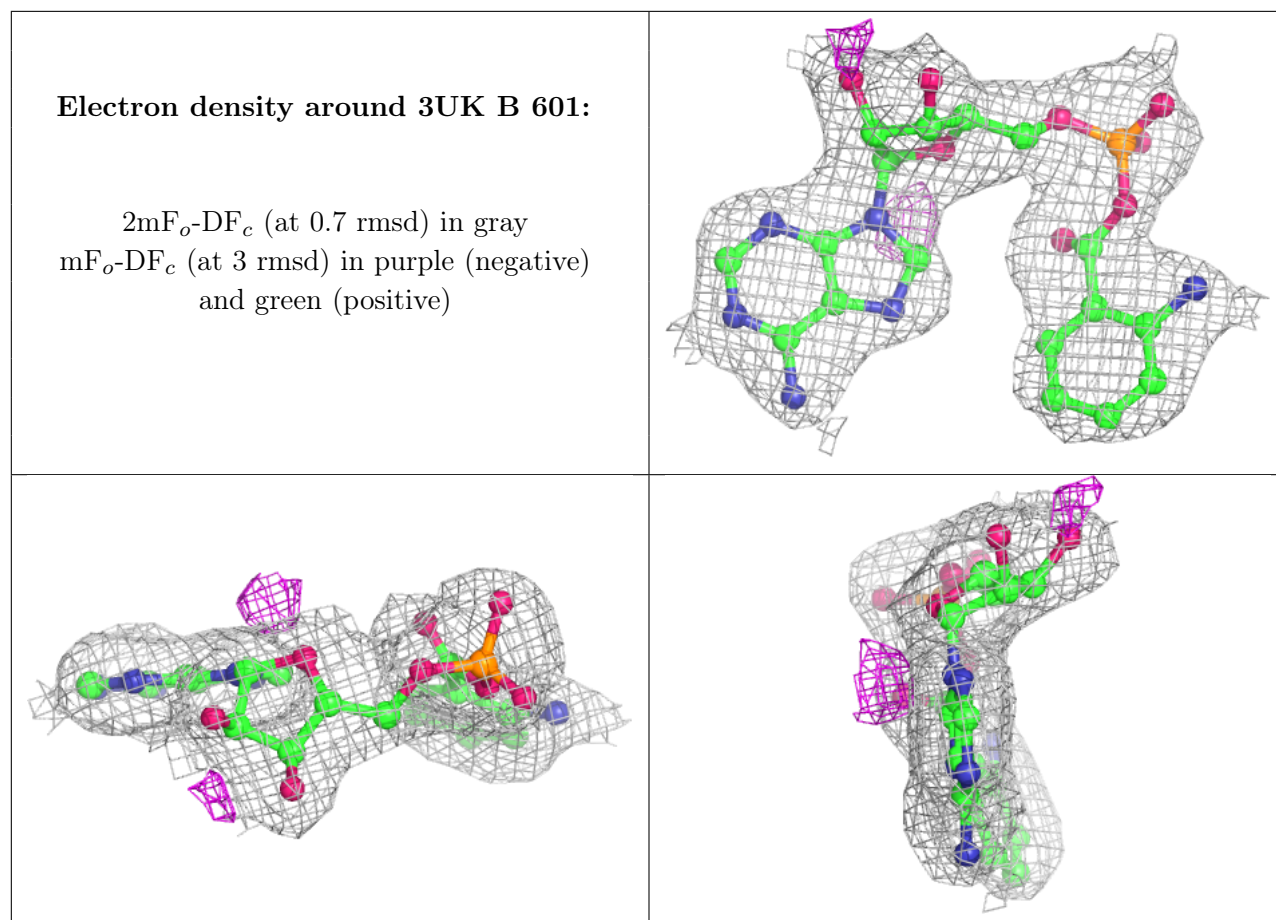 Electron density around 3UK B 601:
2mFo-DFc (at 0.7 rmsd) in gray
mFo-DFc (at 3 rmsd) in purple (negative)
and green (positive)